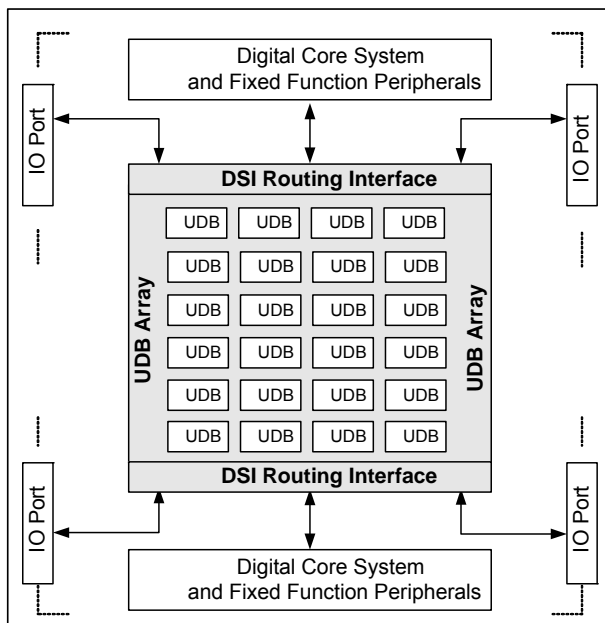 Digital Core System
and Fixed Function Peripherals
IO Port
IO Port
DSI Routing Interface
UDB Array
UDB UDB UDB UDB
UDB UDB UDB UDB
UDB UDB UDB UDB
UDB UDB UDB UDB
UDB UDB UDB UDB
UDB UDB UDB UDB
UDB Array
DSI Routing Interface
IO Port
IO Port
Digital Core System
and Fixed Function Peripherals